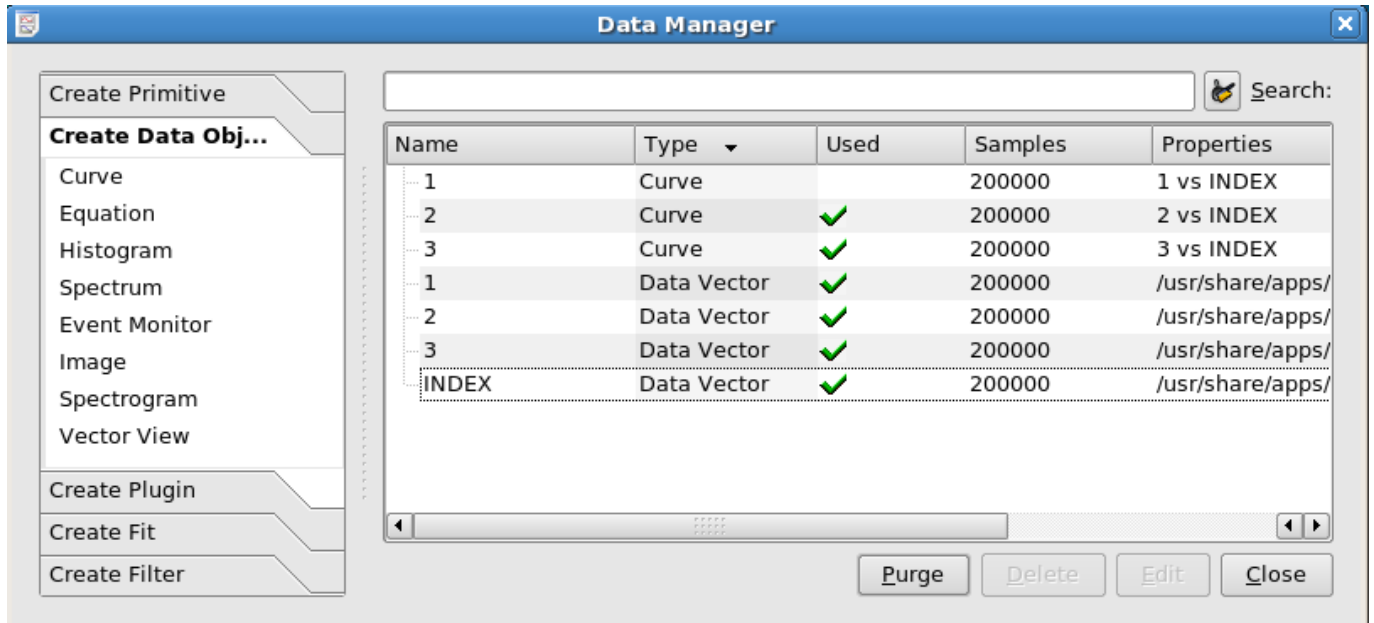 Data Manager
Search:
Create Primitive
Create Data Obj...
Curve
Equation
Histogram
Spectrum
Event Monitor
Image
Spectrogram
Vector View
Create Plugin
Create Fit
Create Filter
Name Type Used Samples Properties
1 Curve 200000 1 vs INDEX
2 Curve 200000 2 vs INDEX
3 Curve 200000 3 vs INDEX
1 Data Vector 200000 /usr/share/apps/
2 Data Vector 200000 /usr/share/apps/
3 Data Vector 200000 /usr/share/apps/
INDEX Data Vector 200000 /usr/share/apps/
Purge Delete Edit Close